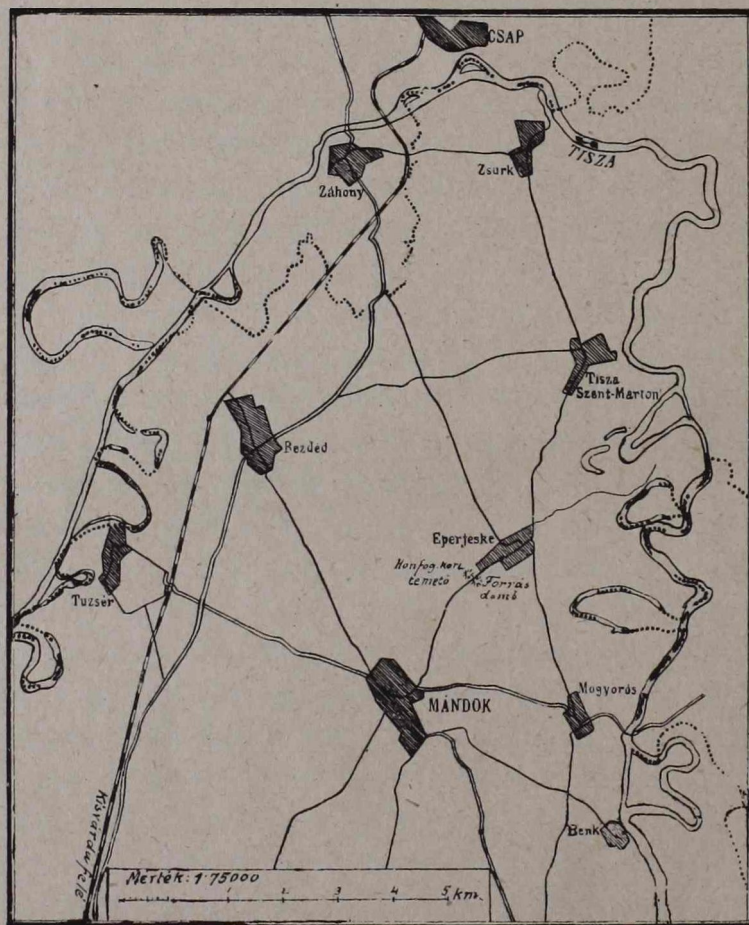 CSAP
TISZA
Záhony
Zsurk
Tisza
Szent-Márton
Bezdéd
Eperjeske
Honfog. kori
temető
Forrás
domb
Tuzsér
MÁNDOK
Mogyorós
Benk
Kisvárda felé
Mérték: 1:75000
1 2 3 4 5 km.